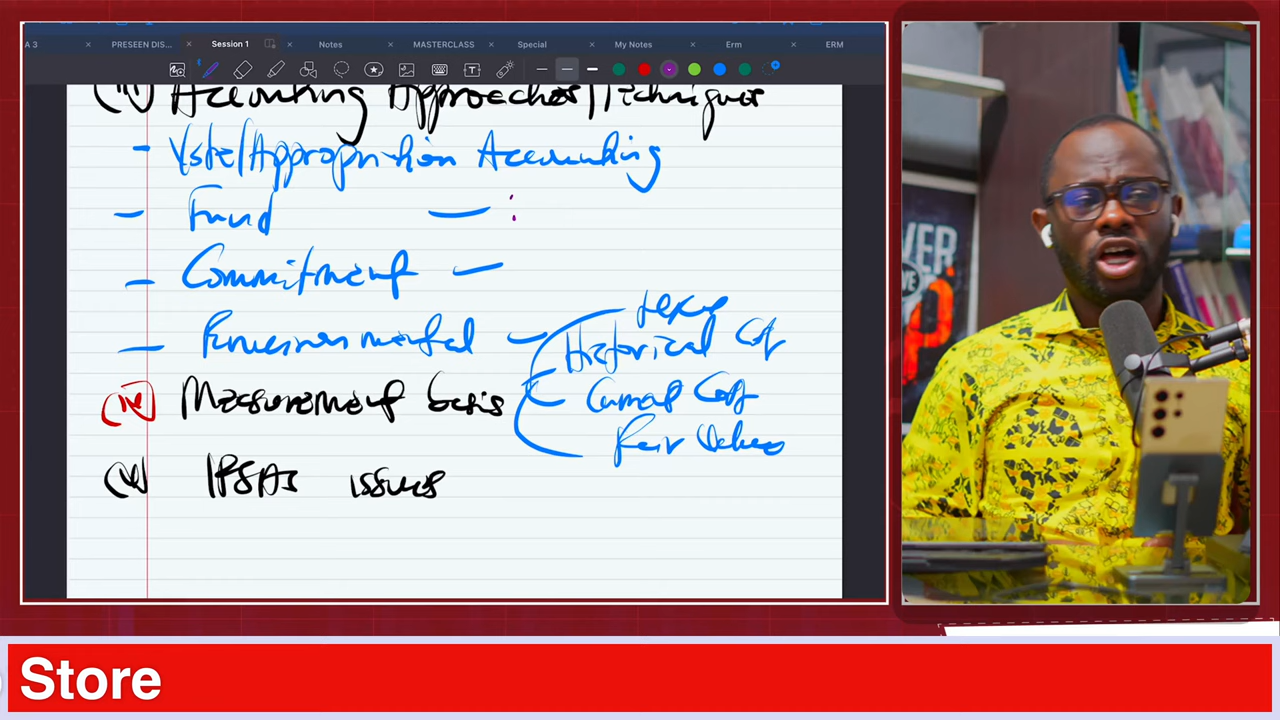 A 3 PRESEEN DIS... Session 1 Notes MASTERCLASS Special My Notes Erm ERM
(iii) Accounting Approaches/Techniques
- Vote/Appropriation Accounting
- Fund — :
- Commitment —
-
Historical Cost
(iv) Measurement basis
Current Cost
Fair Value
(v) IPSAS issues
Store